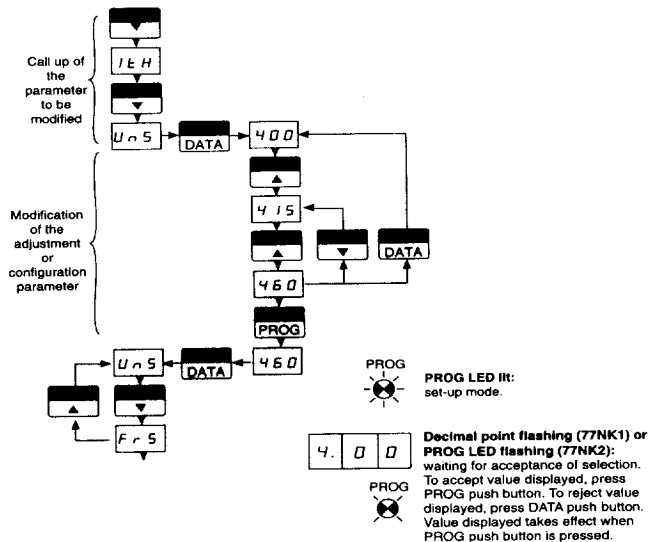 Call up of
the
parameter
to be
modified
ItH
UnS
DATA
400
Modification
of the
adjustment
or
configuration
parameter
415
460
DATA
PROG
UnS
DATA
460
FrS
PROG
PROG LED lit:
set-up mode.
4. 0 0
Decimal point flashing (77NK1) or
PROG LED flashing (77NK2):
waiting for acceptance of selection.
To accept value displayed, press
PROG push button. To reject value
displayed, press DATA push button.
Value displayed takes effect when
PROG push button is pressed.
PROG